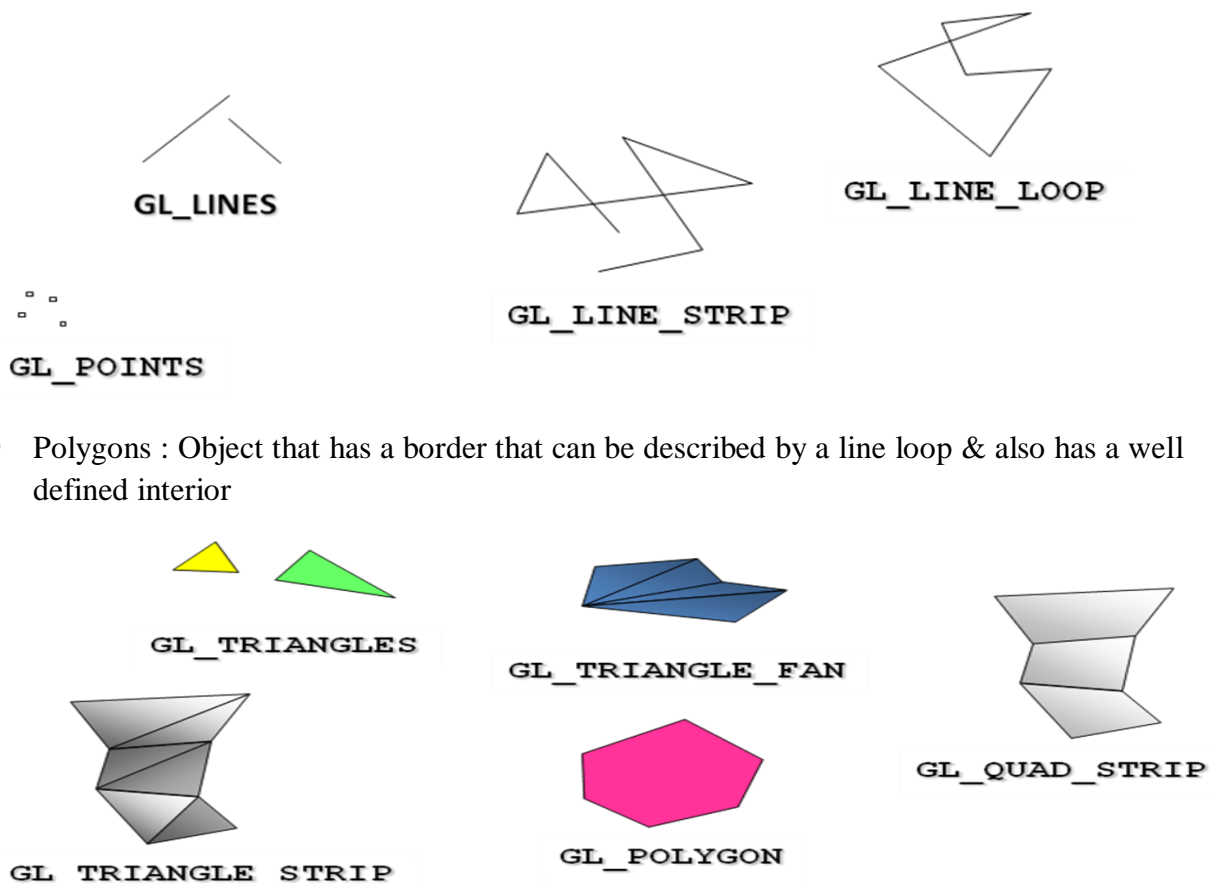 GL_LINES
GL_LINE_LOOP
GL_LINE_STRIP
GL_POINTS
Polygons : Object that has a border that can be described by a line loop & also has a well
defined interior
GL_TRIANGLES
GL_TRIANGLE_FAN
GL_QUAD_STRIP
GL_POLYGON
GL TRIANGLE STRIP